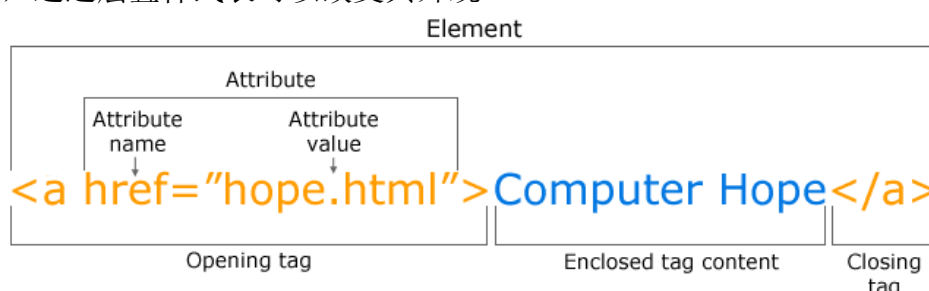 Element
Attribute
Attribute name
Attribute value
<a href="hope.html">Computer Hope</a>
Opening tag
Enclosed tag content
Closing tag